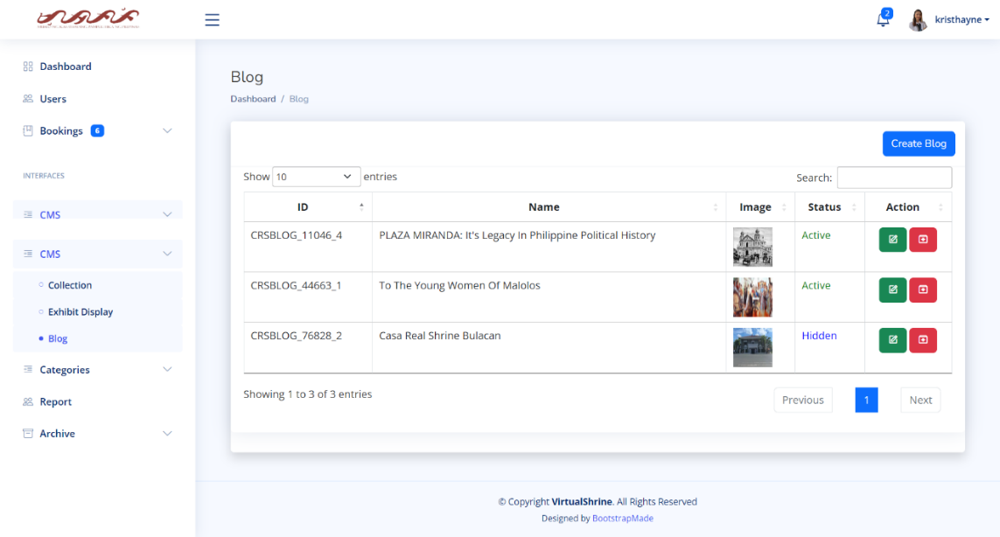 2
kristhayne
Dashboard
Users
Bookings 6
INTERFACES
CMS
CMS
Collection
Exhibit Display
Blog
Categories
Report
Archive
Blog
Dashboard / Blog
Create Blog
Show 10 entries
Search:
ID Name Image Status Action
CRSBLOG_11046_4 PLAZA MIRANDA: It's Legacy In Philippine Political History Active
CRSBLOG_44663_1 To The Young Women Of Malolos Active
CRSBLOG_76828_2 Casa Real Shrine Bulacan Hidden
Showing 1 to 3 of 3 entries
Previous 1 Next
© Copyright VirtualShrine. All Rights Reserved
Designed by BootstrapMade